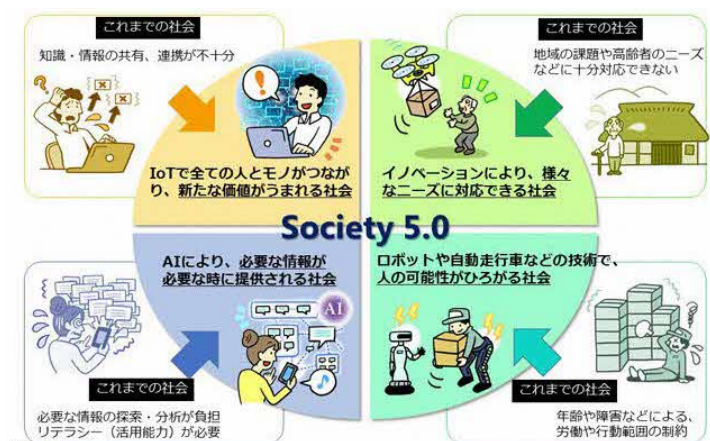 これまでの社会
知識・情報の共有、連携が不十分
IoTで全ての人とモノがつなが
り、新たな価値がうまれる社会
これまでの社会
地域の課題や高齢者のニーズ
などに十分対応できない
イノベーションにより、様々
なニーズに対応できる社会
Society 5.0
AIにより、必要な情報が
必要な時に提供される社会
AI
これまでの社会
必要な情報の探索・分析が負担
リテラシー（活用能力）が必要
ロボットや自動走行車などの技術で、
人の可能性がひろがる社会
これまでの社会
年齢や障害などによる、
労働や行動範囲の制約